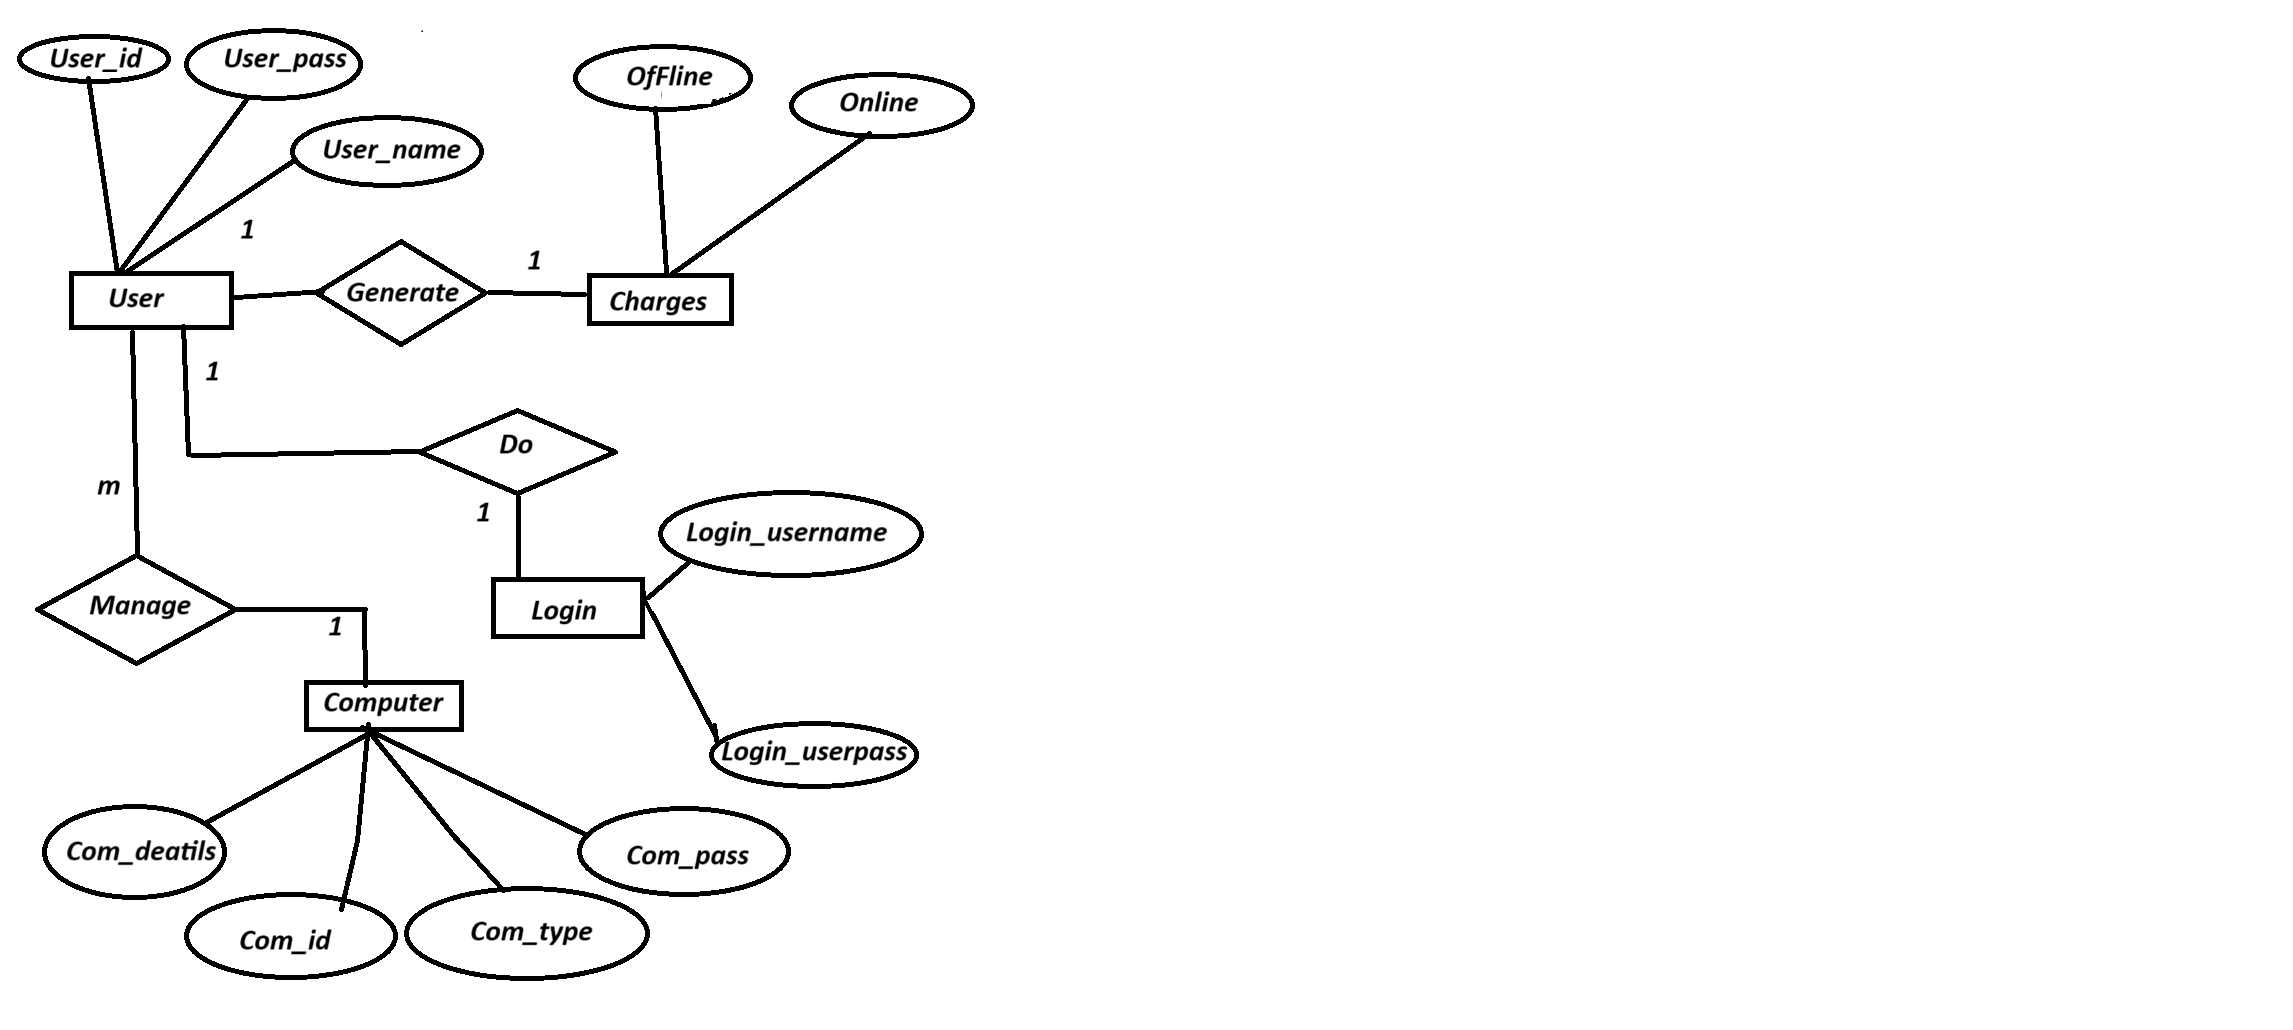 User_id
User_pass
OfFline
Online
User_name
1
1
User
Generate
Charges
1
Do
m
1
Login_username
Manage
Login
1
Computer
Login_userpass
Com_deatils
Com_pass
Com_type
Com_id